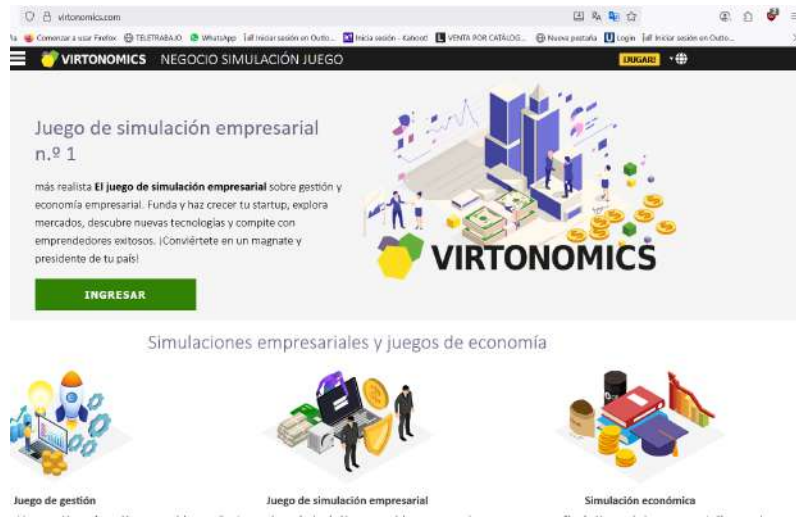 virtonomics.com
Comenzar a usar Firefox TELETRABAJO WhatsApp Iniciar sesión en Outlo... Inicia sesión - Kahoot! VENTA POR CATÁLOG... Nueva pestaña Login Iniciar sesión en Outlo...
VIRTONOMICS NEGOCIO SIMULACIÓN JUEGO
¡JUGAR!
Juego de simulación empresarial
n.º 1
más realista El juego de simulación empresarial sobre gestión y
economía empresarial. Funda y haz crecer tu startup, explora
mercados, descubre nuevas tecnologías y compite con
emprendedores exitosos. ¡Conviértete en un magnate y
presidente de tu país!
INGRESAR
VIRTONOMICS
Simulaciones empresariales y juegos de economía
Juego de gestión
Juego de simulación empresarial
Simulación económica